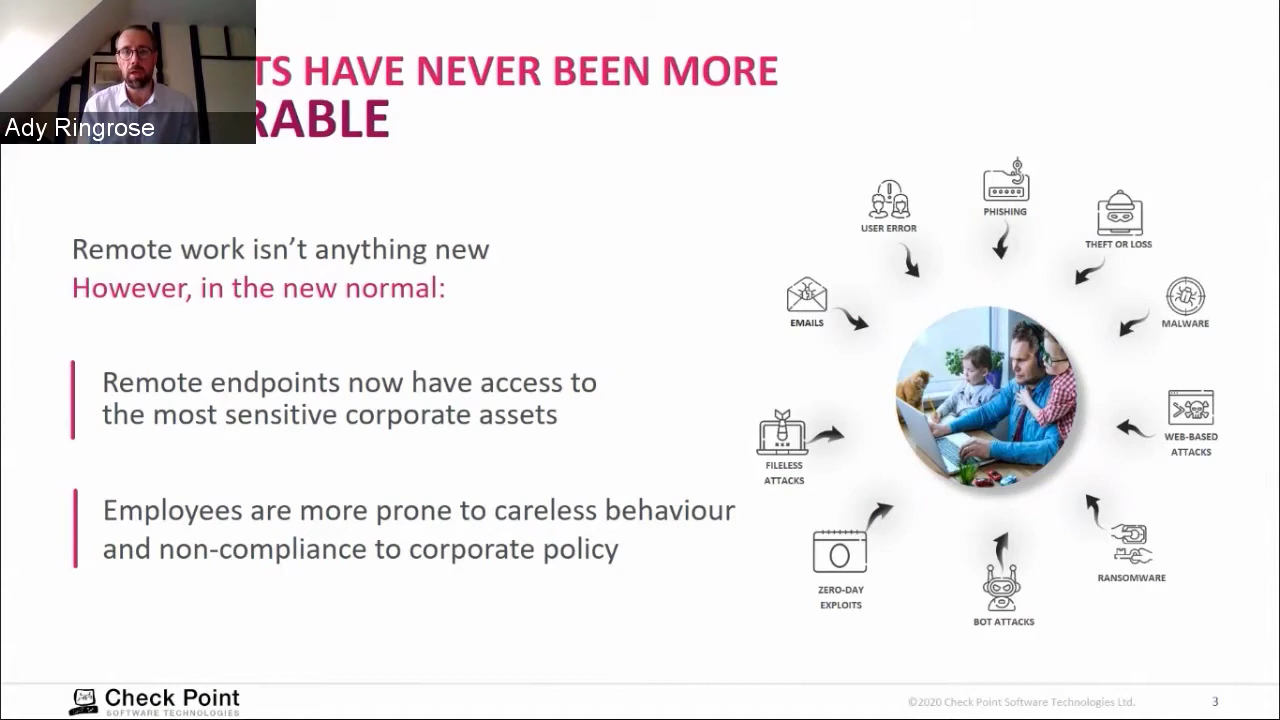 TS HAVE NEVER BEEN MORE
RABLE
Ady Ringrose
Remote work isn’t anything new
However, in the new normal:
Remote endpoints now have access to
the most sensitive corporate assets
Employees are more prone to careless behaviour
and non-compliance to corporate policy
PHISHING
USER ERROR
THEFT OR LOSS
EMAILS
MALWARE
WEB-BASED
ATTACKS
FILELESS
ATTACKS
RANSOMWARE
ZERO-DAY
EXPLOITS
BOT ATTACKS
Check Point
SOFTWARE TECHNOLOGIES
©2020 Check Point Software Technologies Ltd.
3